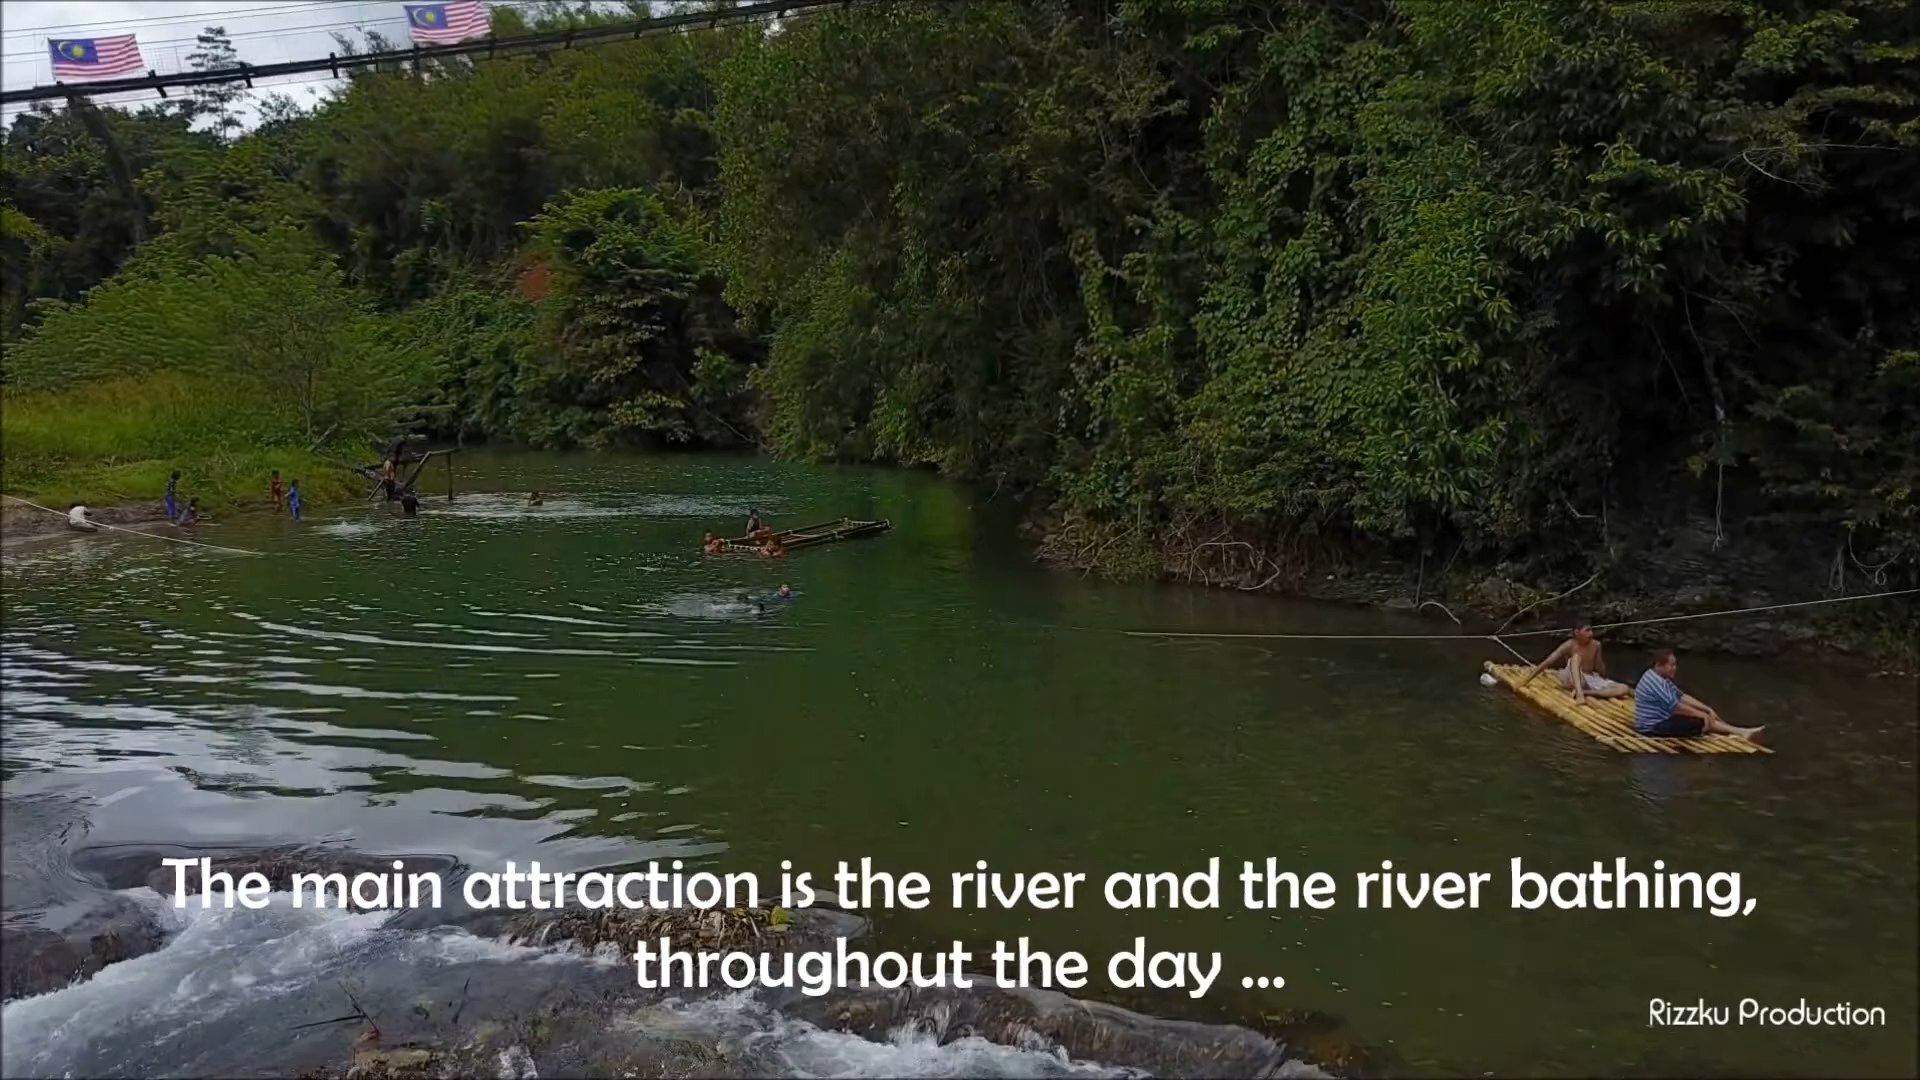 The main attraction is the river and the river bathing,
throughout the day ...
Rizzku Production